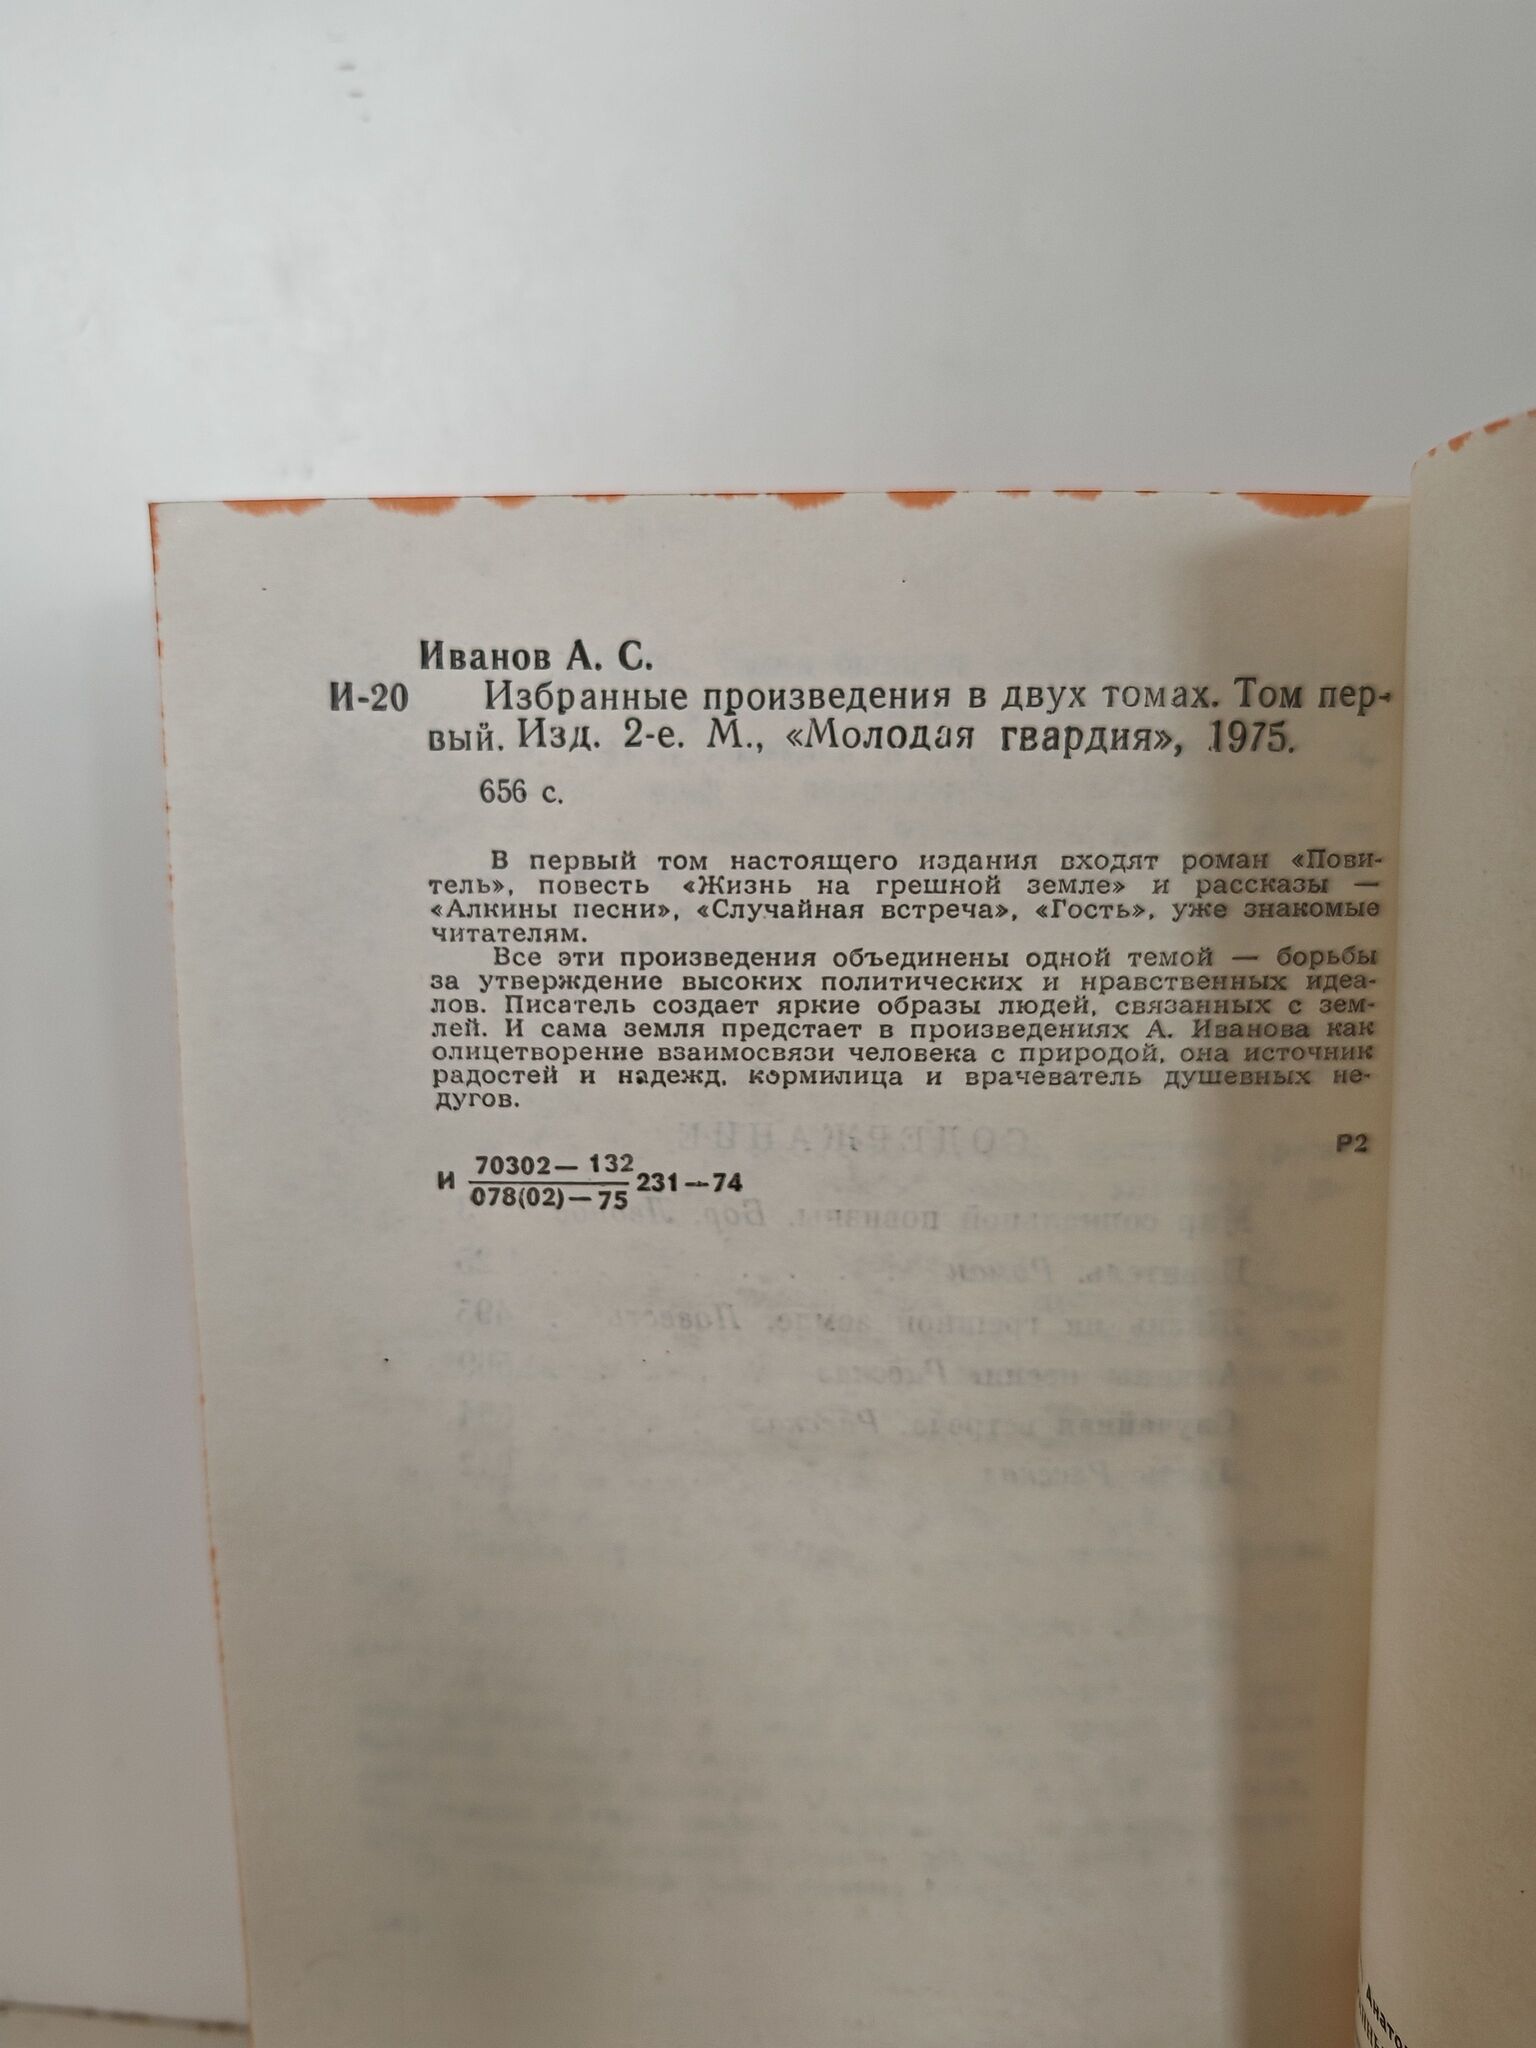 Иванов А. С.
И-20 Избранные произведения в двух томах. Том пер-
вый. Изд. 2-е. М., «Молодая гвардия», 1975.
656 с.
В первый том настоящего издания входят роман «Пови-
тель», повесть «Жизнь на грешной земле» и рассказы —
«Алкины песни», «Случайная встреча», «Гость», уже знакомые
читателям.
Все эти произведения объединены одной темой — борьбы
за утверждение высоких политических и нравственных идеа-
лов. Писатель создает яркие образы людей, связанных с зем-
лей. И сама земля предстает в произведениях А. Иванова как
олицетворение взаимосвязи человека с природой, она источник
радостей и надежд, кормилица и врачеватель душевных не-
дугов.
Р2
70302— 132
И 231—74
078(02)—75